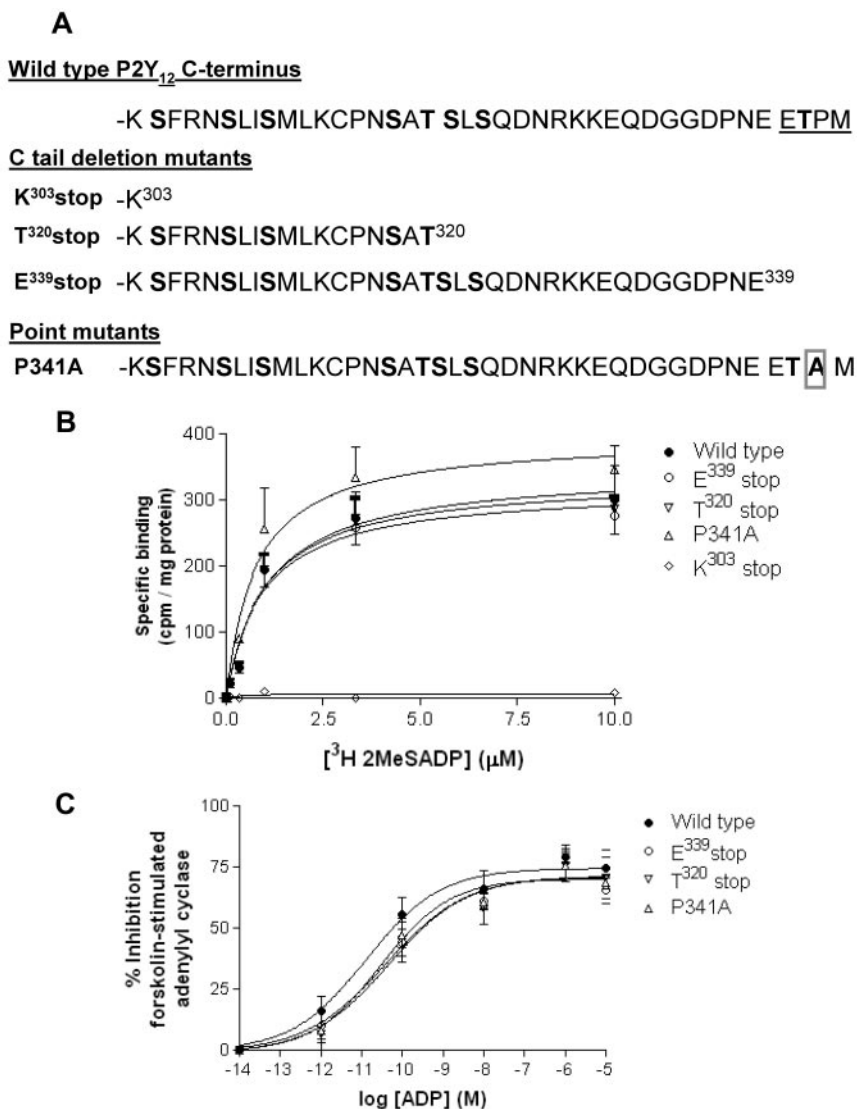 A
Wild type P2Y12 C-terminus
-K SFRNSLISMLKCPNSAT SLSQDNRKKEQDGGDPNE ETPM
C tail deletion mutants
K303stop -K303
T320stop -K SFRNSLISMLKCPNSAT320
E339stop -K SFRNSLISMLKCPNSATSLSQDNRKKEQDGGDPNE339
Point mutants
P341A -KSFRNSLISMLKCPNSATSLSQDNRKKEQDGGDPNE ET A M
B
400
300
200
100
0
0.0 2.5 5.0 7.5 10.0
Specific binding
(cpm / mg protein)
[3H 2MeSADP] (μM)
Wild type
E339 stop
T320 stop
P341A
K303 stop
C
100
75
50
25
0
-14 -13 -12 -11 -10 -9 -8 -7 -6 -5
% Inhibition
forskolin-stimulated
adenylyl cyclase
log [ADP] (M)
Wild type
E339 stop
T320 stop
P341A